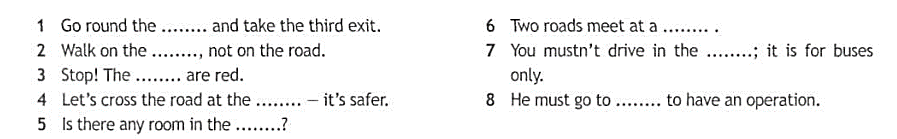 1 Go round the ........ and take the third exit.
2 Walk on the ........, not on the road.
3 Stop! The ........ are red.
4 Let's cross the road at the ........ – it's safer.
5 Is there any room in the ........?
6 Two roads meet at a ........ .
7 You mustn't drive in the ........; it is for buses
only.
8 He must go to ........ to have an operation.